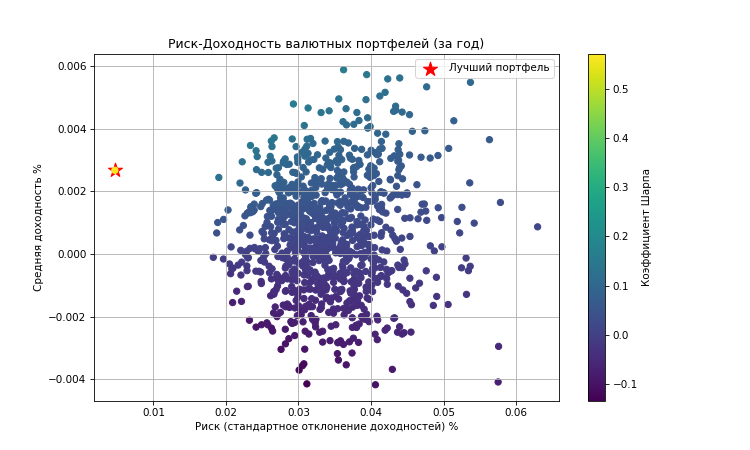 Риск-Доходность валютных портфелей (за год)
Лучший портфель
0.006
0.004
0.002
0.000
−0.002
−0.004
Средняя доходность %
0.01 0.02 0.03 0.04 0.05 0.06
Риск (стандартное отклонение доходностей) %
0.5
0.4
0.3
0.2
0.1
0.0
−0.1
Коэффициент Шарпа